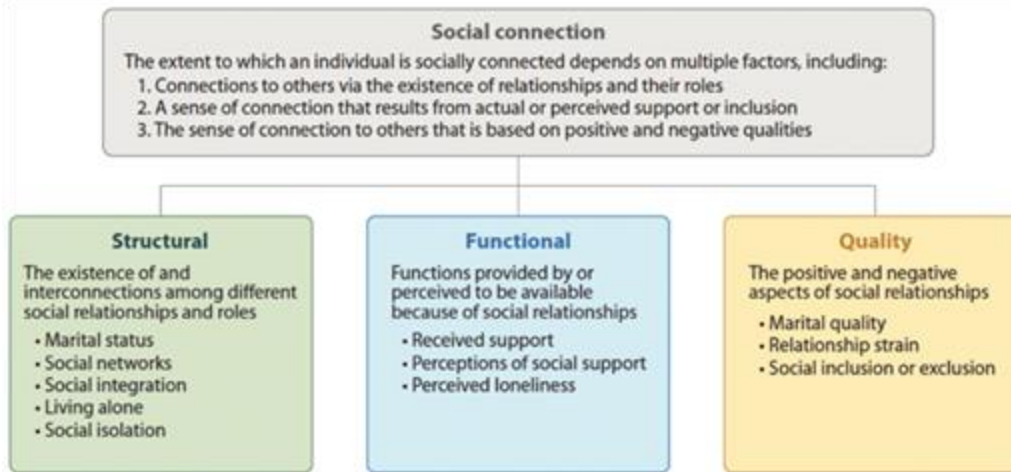 Social connection
The extent to which an individual is socially connected depends on multiple factors, including:
1. Connections to others via the existence of relationships and their roles
2. A sense of connection that results from actual or perceived support or inclusion
3. The sense of connection to others that is based on positive and negative qualities
Structural
The existence of and
interconnections among different
social relationships and roles
• Marital status
• Social networks
• Social integration
• Living alone
• Social isolation
Functional
Functions provided by or
perceived to be available
because of social relationships
• Received support
• Perceptions of social support
• Perceived loneliness
Quality
The positive and negative
aspects of social relationships
• Marital quality
• Relationship strain
• Social inclusion or exclusion